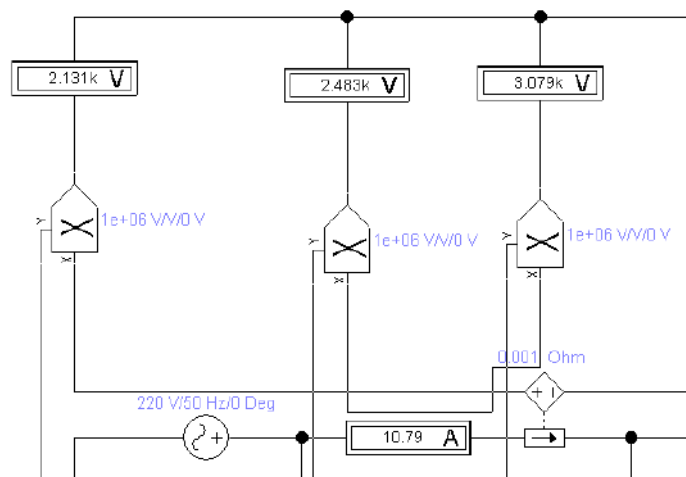 2.131k V
2.483k V
3.079k V
Y
1e+06 V/V/0 V
X
Y
1e+06 V/V/0 V
X
Y
1e+06 V/V/0 V
X
0.001 Ohm
+ -
220 V/50 Hz/0 Deg
+
10.79 A